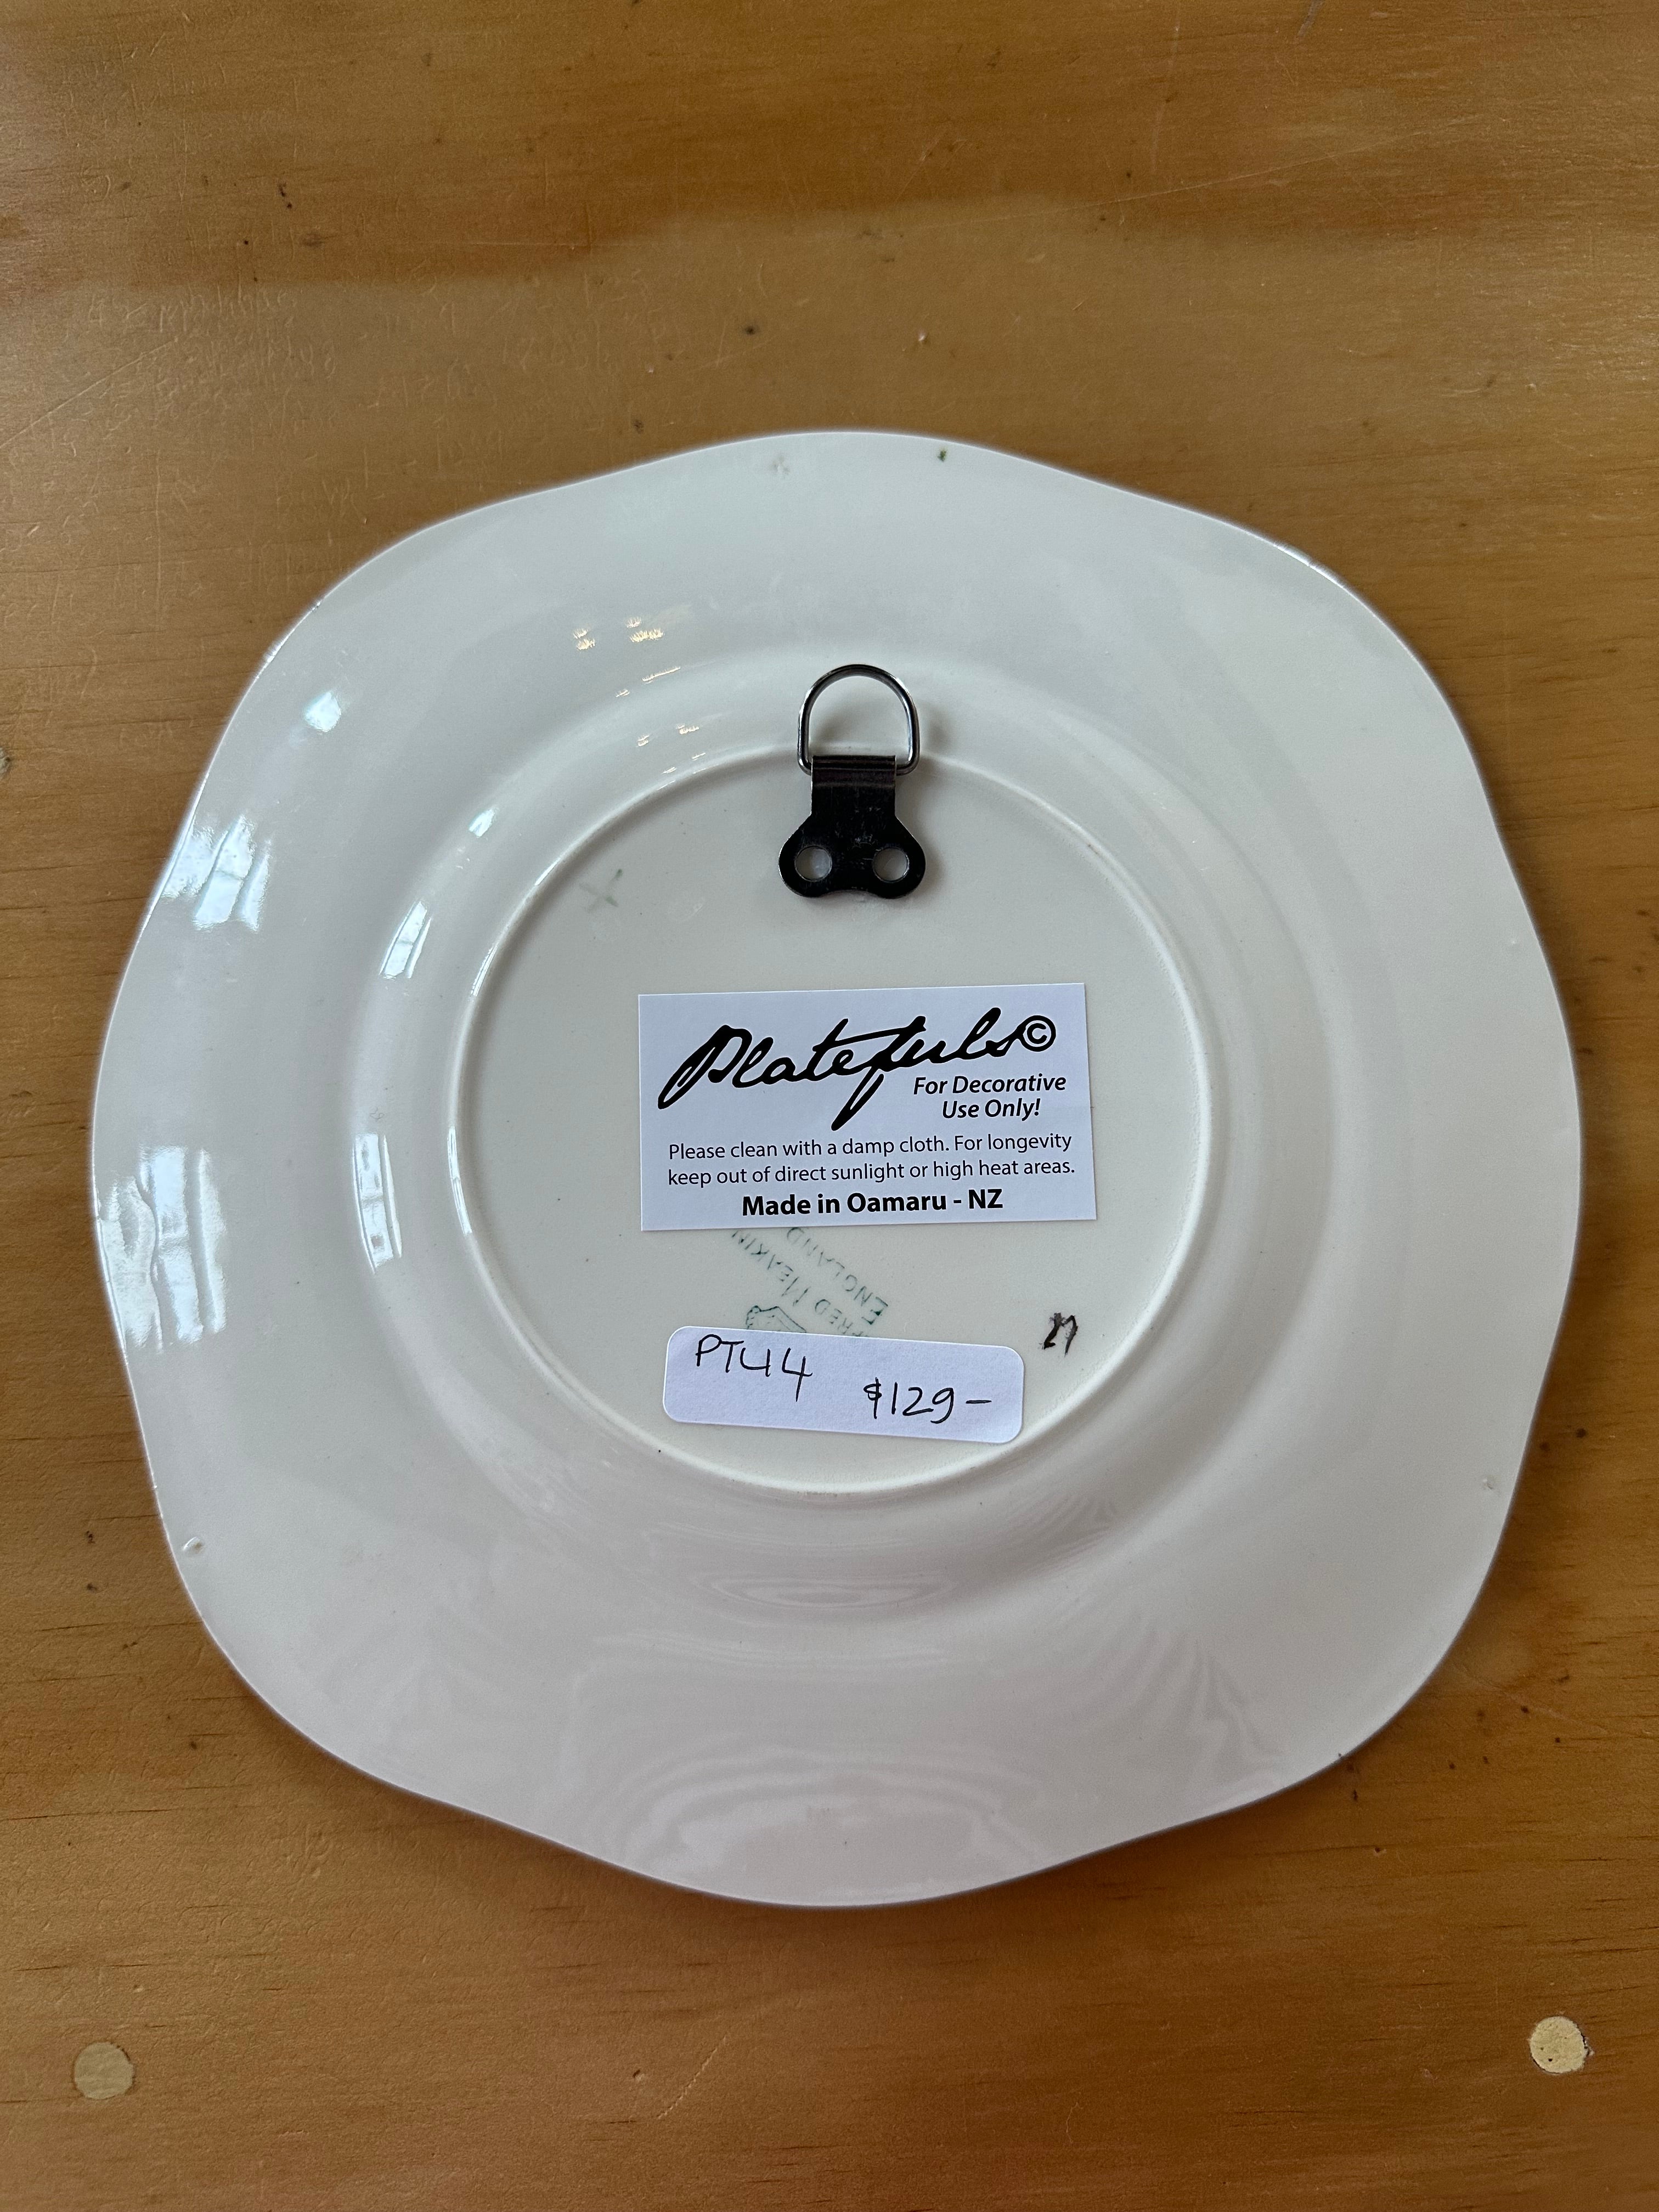 Platefuls©
For Decorative
Use Only!
Please clean with a damp cloth. For longevity
keep out of direct sunlight or high heat areas.
Made in Oamaru - NZ
MEAKIN
ENGLAND
PT44
$129-